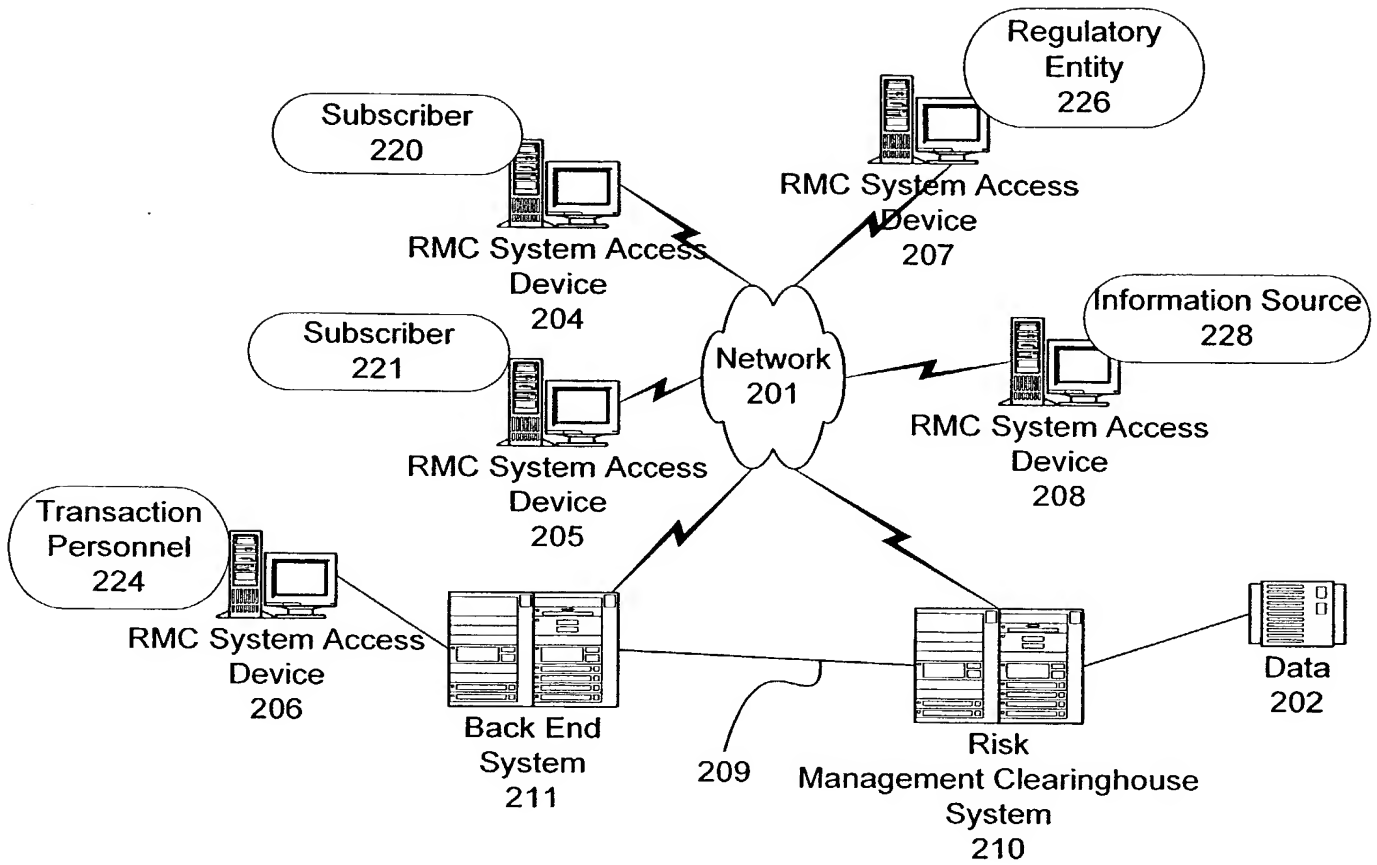 Regulatory
Entity
226
Subscriber
220
RMC System Access
Device
207
RMC System Access
Device
204
Information Source
228
Subscriber
221
Network
201
RMC System Access
Device
208
RMC System Access
Device
205
Transaction
Personnel
224
RMC System Access
Device
206
Data
202
Back End
System
211
209
Risk
Management Clearinghouse
System
210